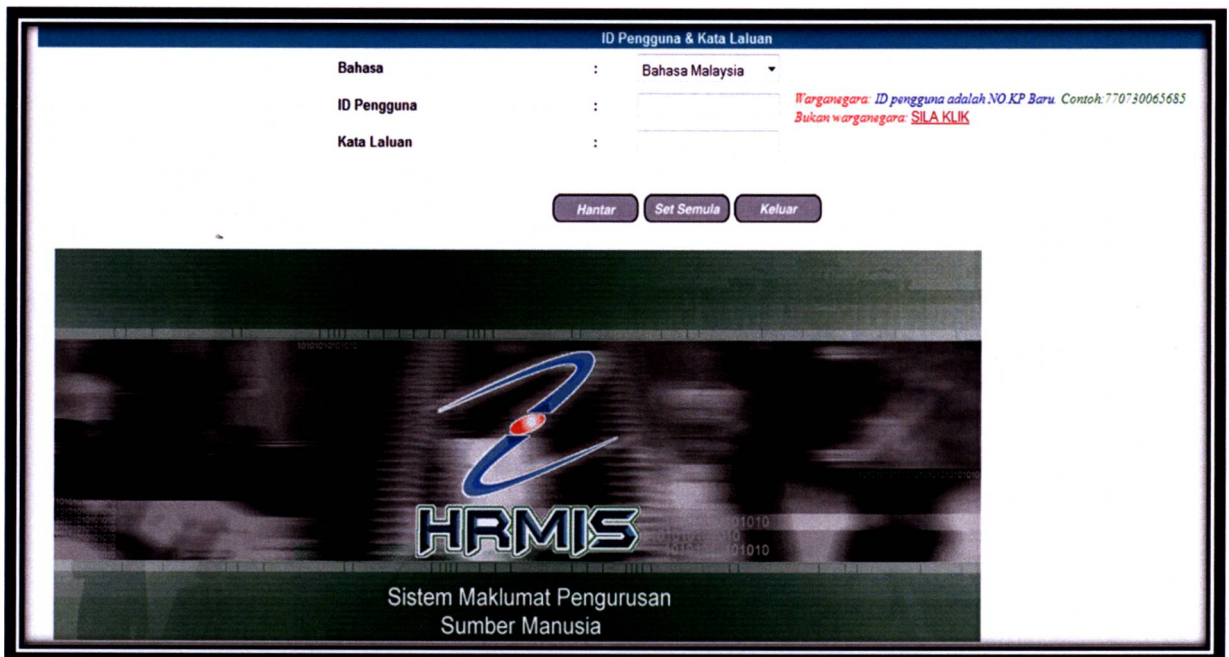 ID Pengguna & Kata Laluan
Bahasa : Bahasa Malaysia
ID Pengguna : Warganegara: ID pengguna adalah NO KP Baru. Contoh:770730065685
Bukan warganegara: SILA KLIK
Kata Laluan :
Hantar Set Semula Keluar
1010101010101
HRMIS
Sistem Maklumat Pengurusan
Sumber Manusia